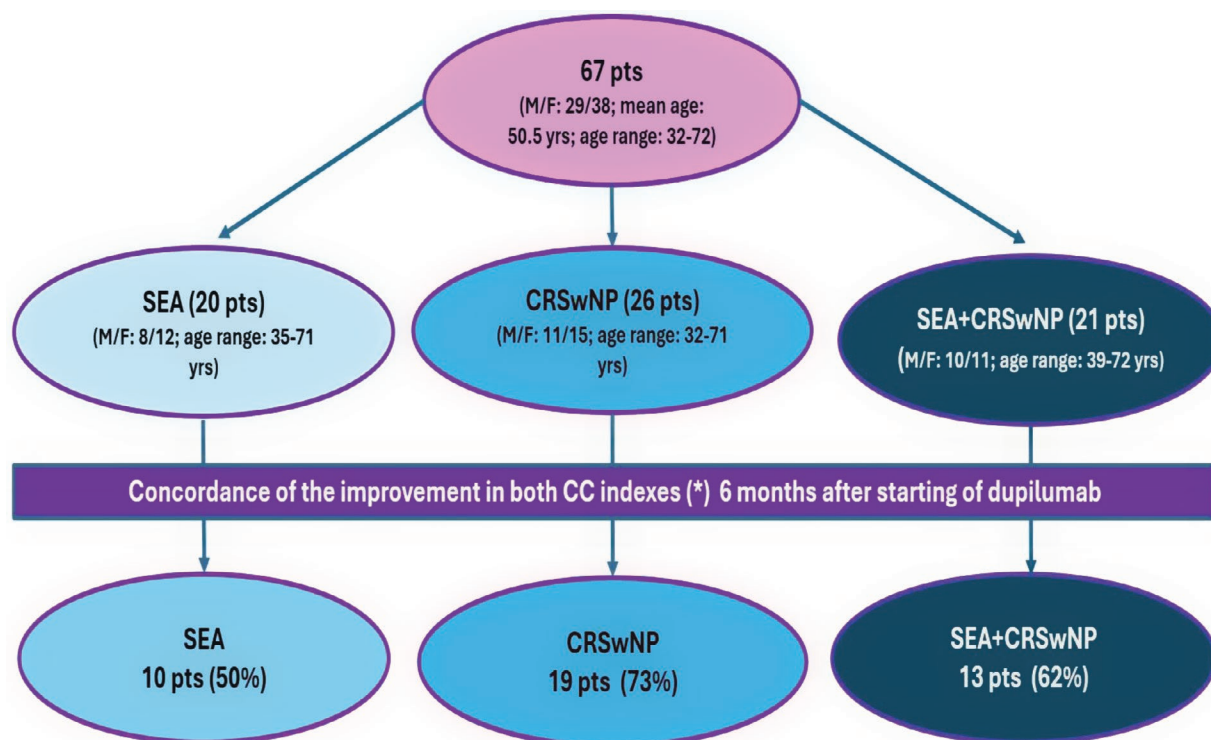 67 pts
(M/F: 29/38; mean age:
50.5 yrs; age range: 32-72)
SEA (20 pts)
(M/F: 8/12; age range: 35-71
yrs)
CRSwNP (26 pts)
(M/F: 11/15; age range: 32-71
yrs)
SEA+CRSwNP (21 pts)
(M/F: 10/11; age range: 39-72 yrs)
Concordance of the improvement in both CC indexes (*) 6 months after starting of dupilumab
SEA
10 pts (50%)
CRSwNP
19 pts (73%)
SEA+CRSwNP
13 pts (62%)